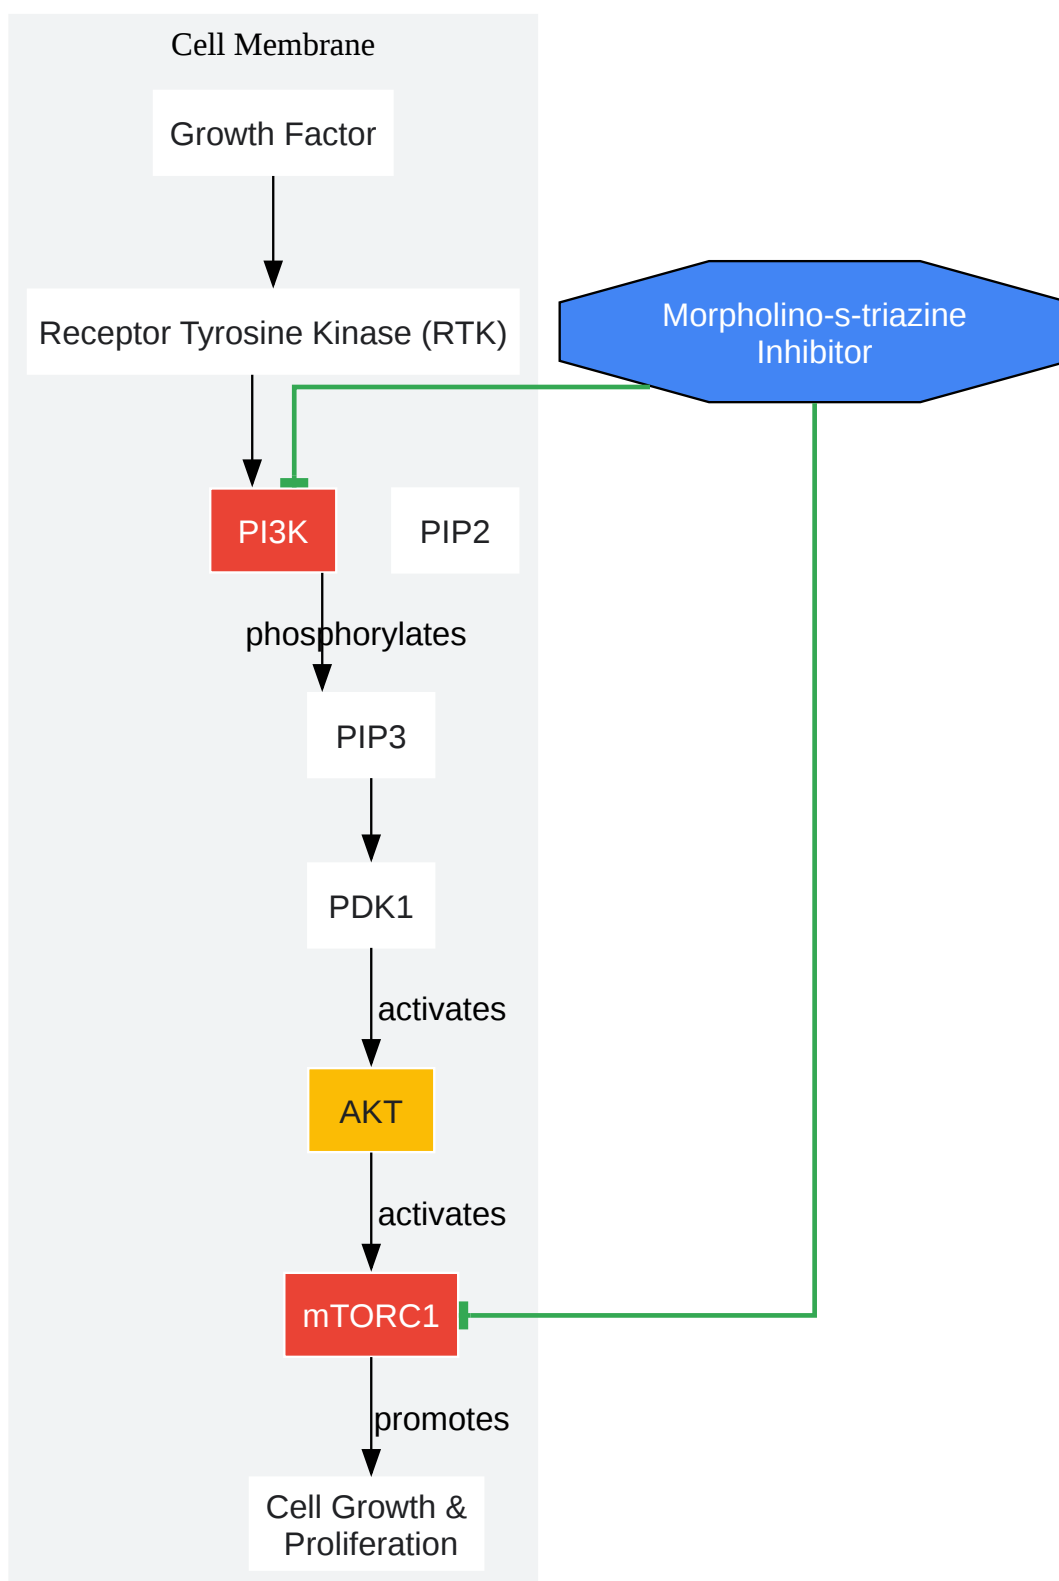 Cell Membrane
Growth Factor
Receptor Tyrosine Kinase (RTK)
Morpholino-s-triazine
Inhibitor
PI3K
PIP2
phosphorylates
PIP3
PDK1
activates
AKT
activates
mTORC1
promotes
Cell Growth &
Proliferation